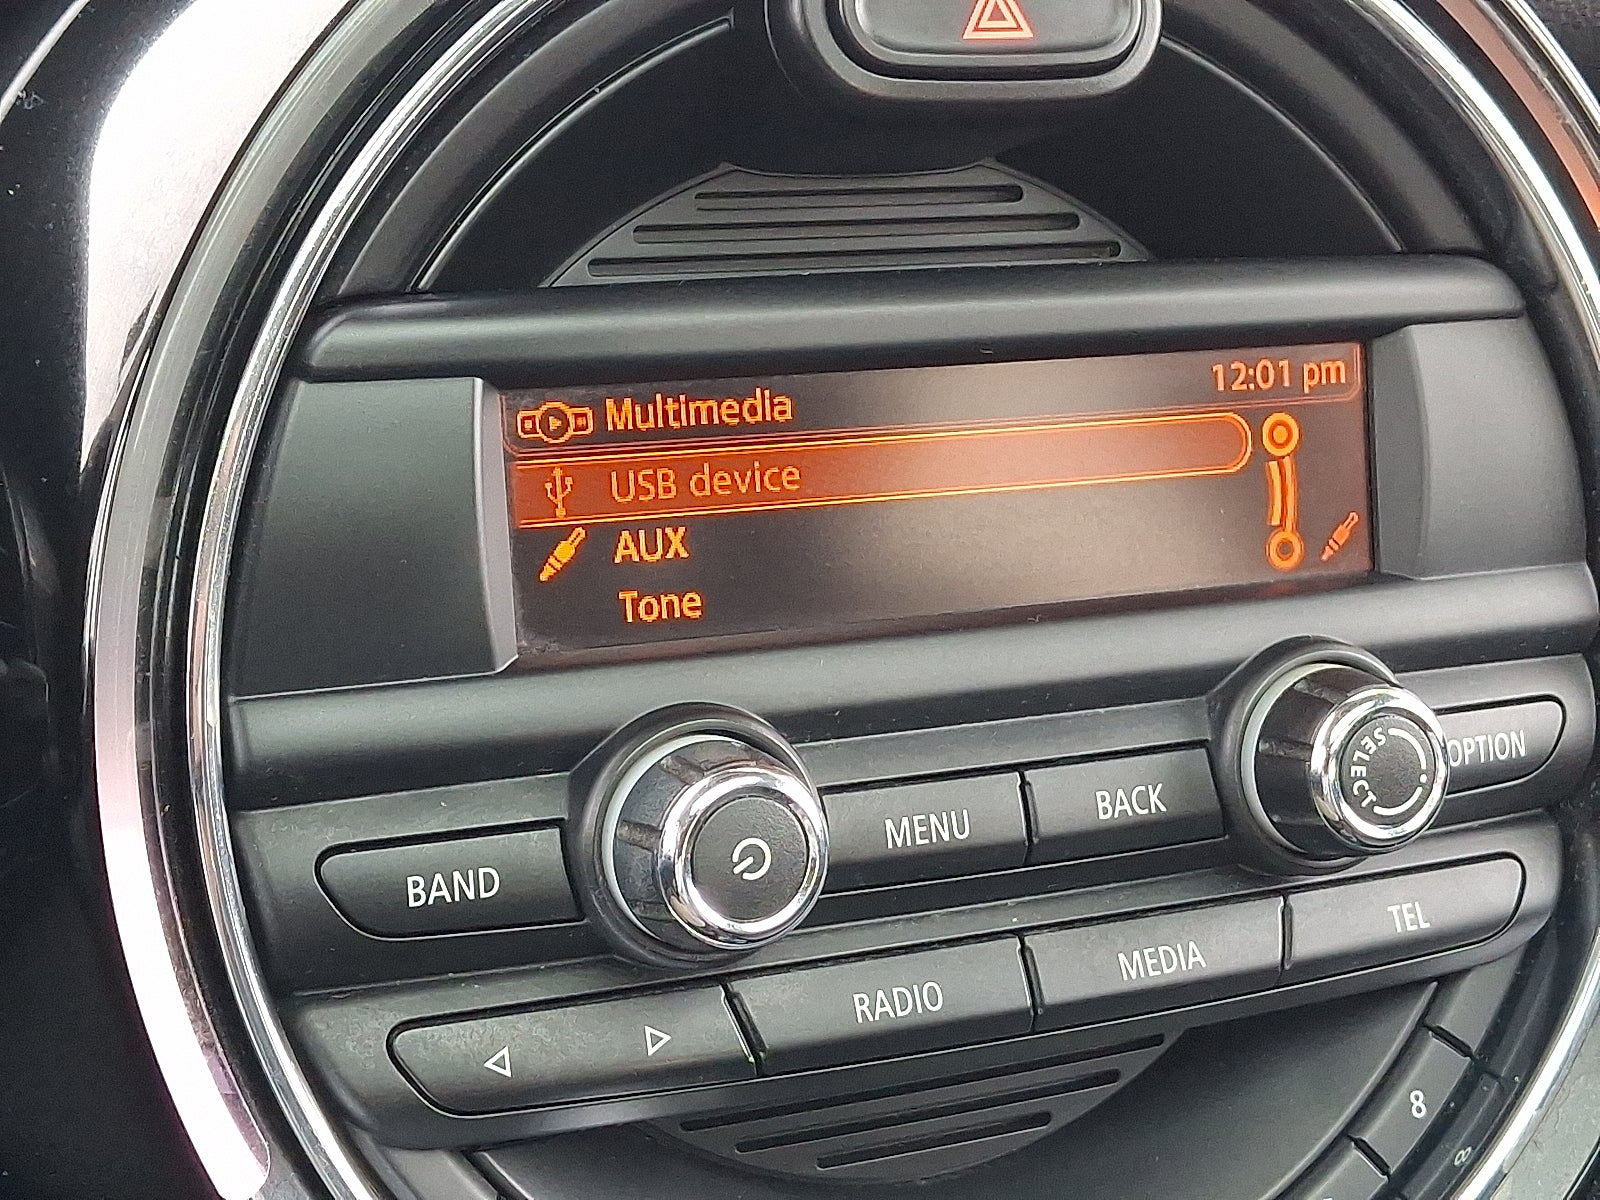 Multimedia 12:01 pm
USB device
AUX
Tone
SELECT
OPTION
MENU BACK
BAND
TEL
MEDIA
RADIO
8